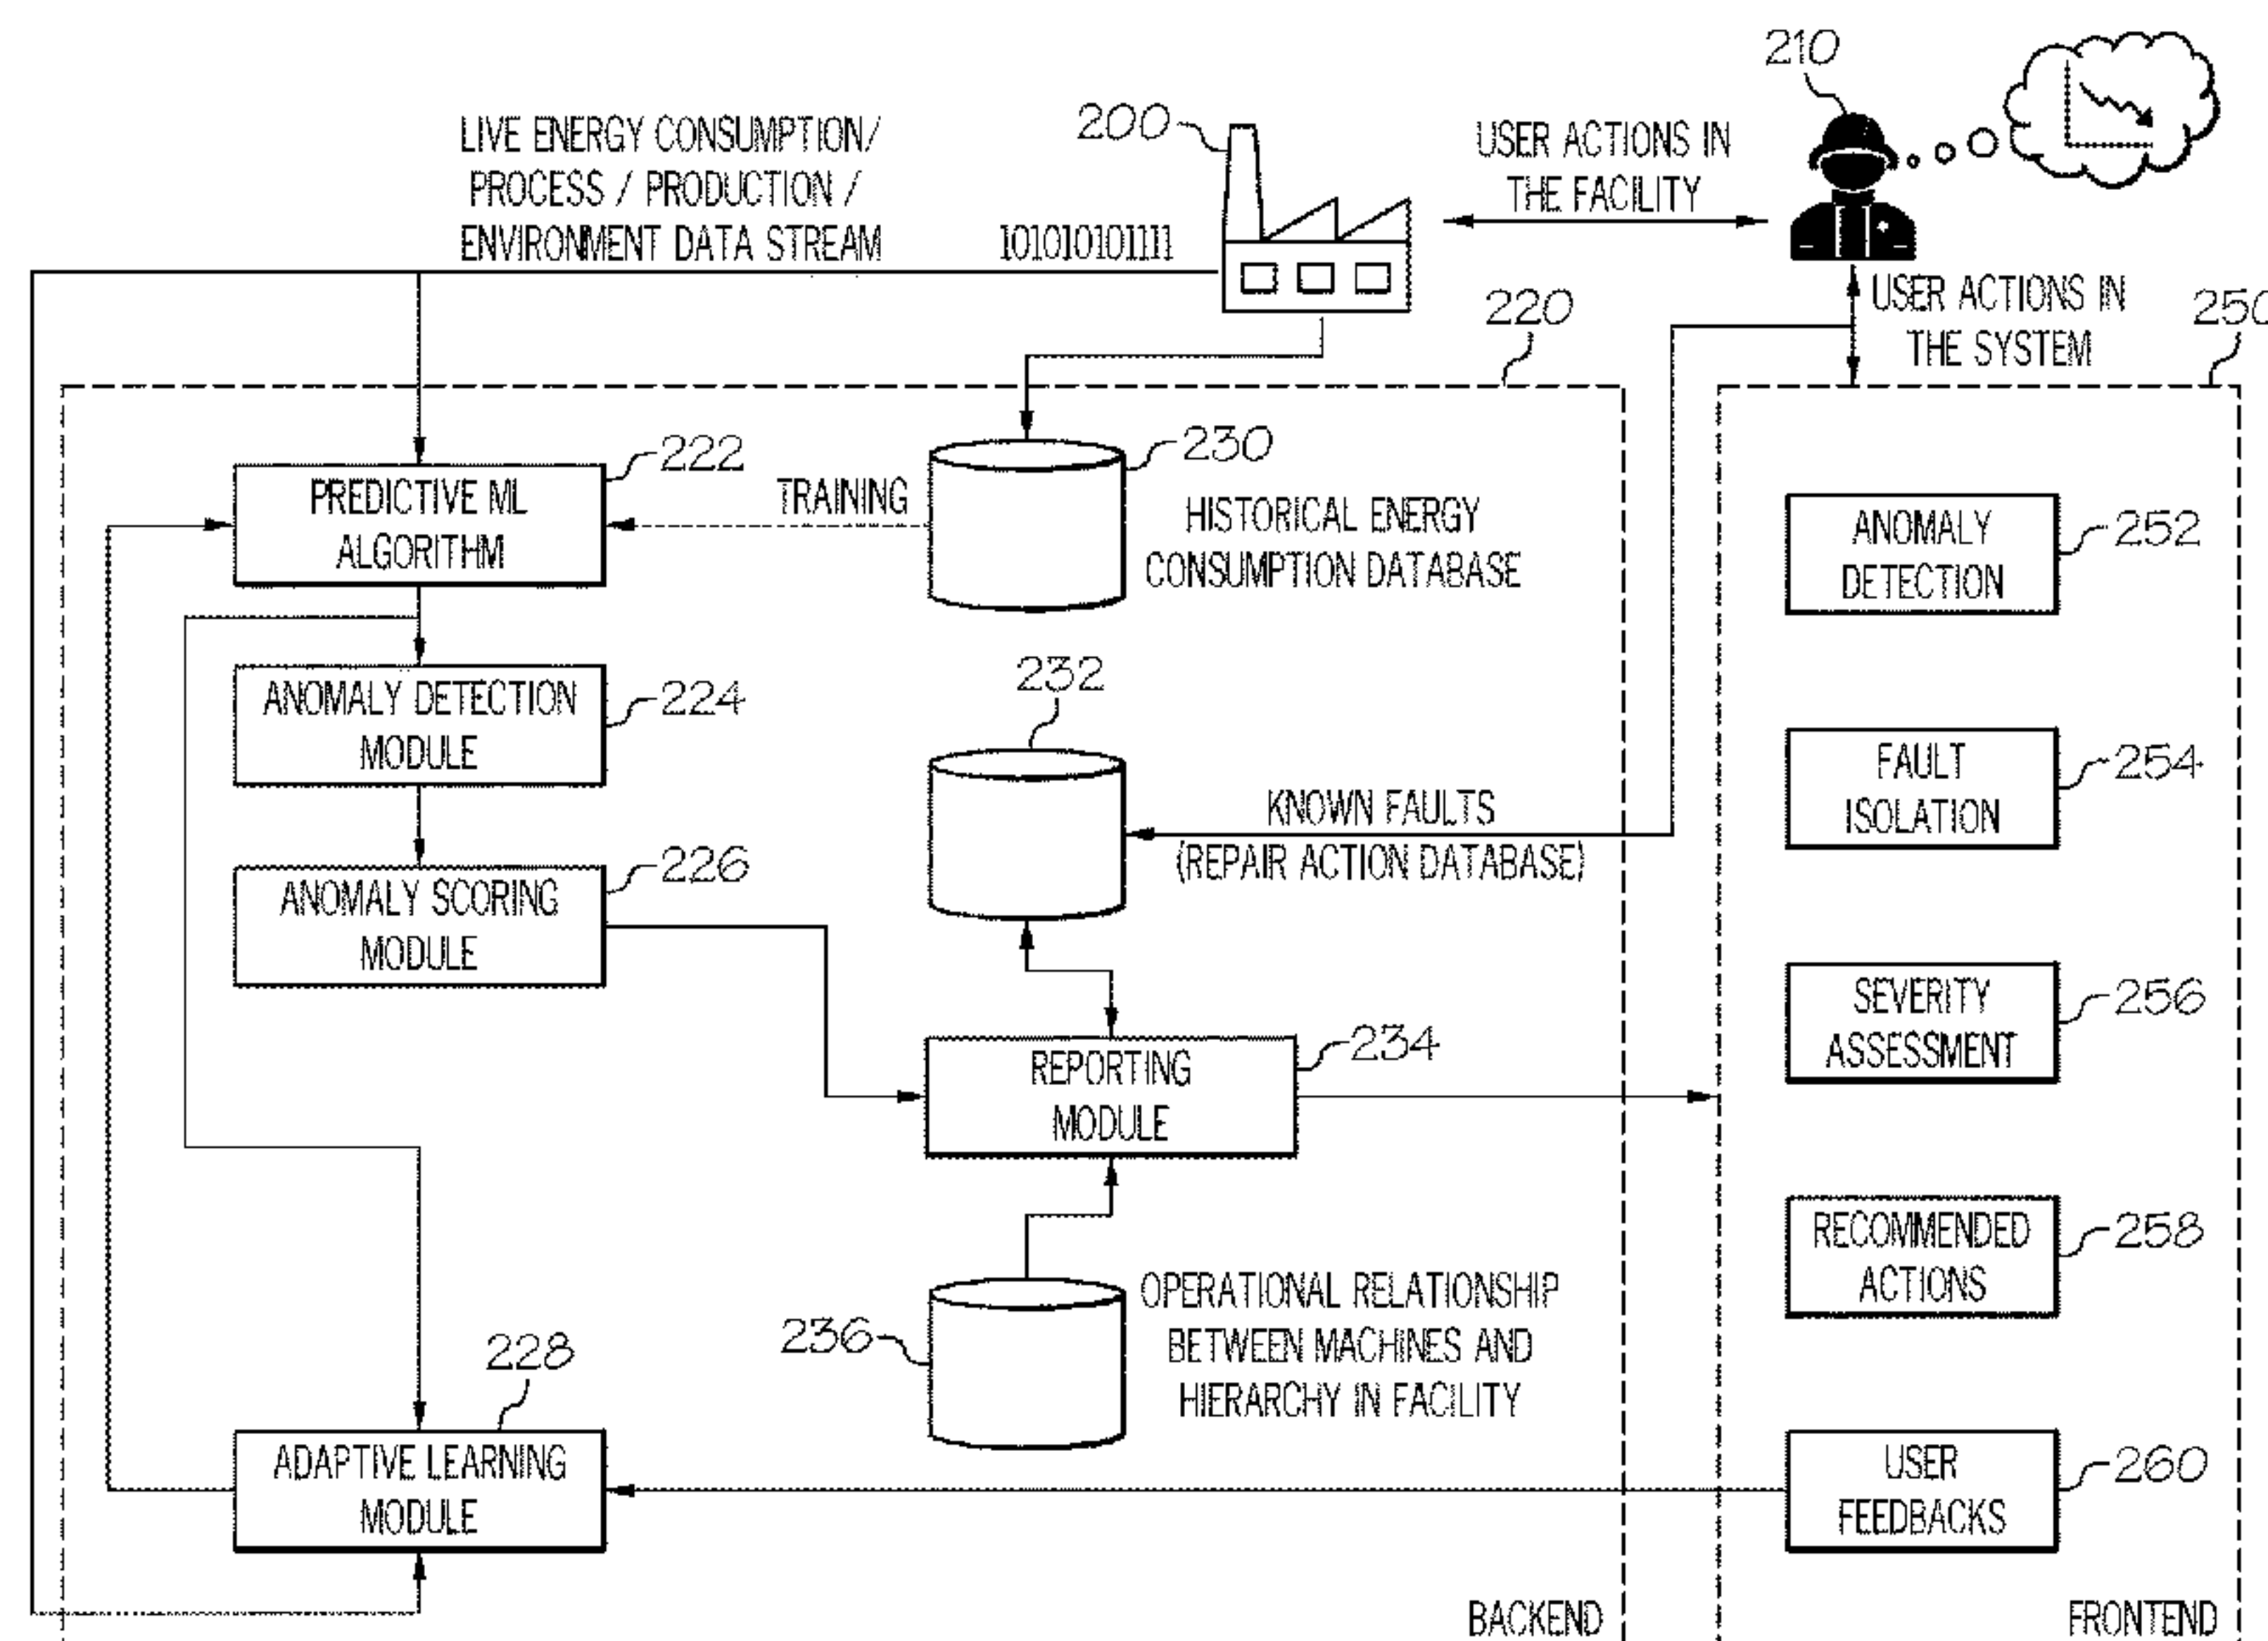 210
200
LIVE ENERGY CONSUMPTION/
PROCESS / PRODUCTION /
ENVIRONMENT DATA STREAM
101010101111
USER ACTIONS IN
THE FACILITY
USER ACTIONS IN
THE SYSTEM
220
250
222
PREDICTIVE ML
ALGORITHM
TRAINING
230
HISTORICAL ENERGY
CONSUMPTION DATABASE
ANOMALY
DETECTION
252
ANOMALY DETECTION
MODULE
224
232
FAULT
ISOLATION
254
KNOWN FAULTS
(REPAIR ACTION DATABASE)
ANOMALY SCORING
MODULE
226
SEVERITY
ASSESSMENT
256
REPORTING
MODULE
234
RECOMMENDED
ACTIONS
258
236
OPERATIONAL RELATIONSHIP
BETWEEN MACHINES AND
HIERARCHY IN FACILITY
228
ADAPTIVE LEARNING
MODULE
USER
FEEDBACKS
260
BACKEND
FRONTEND